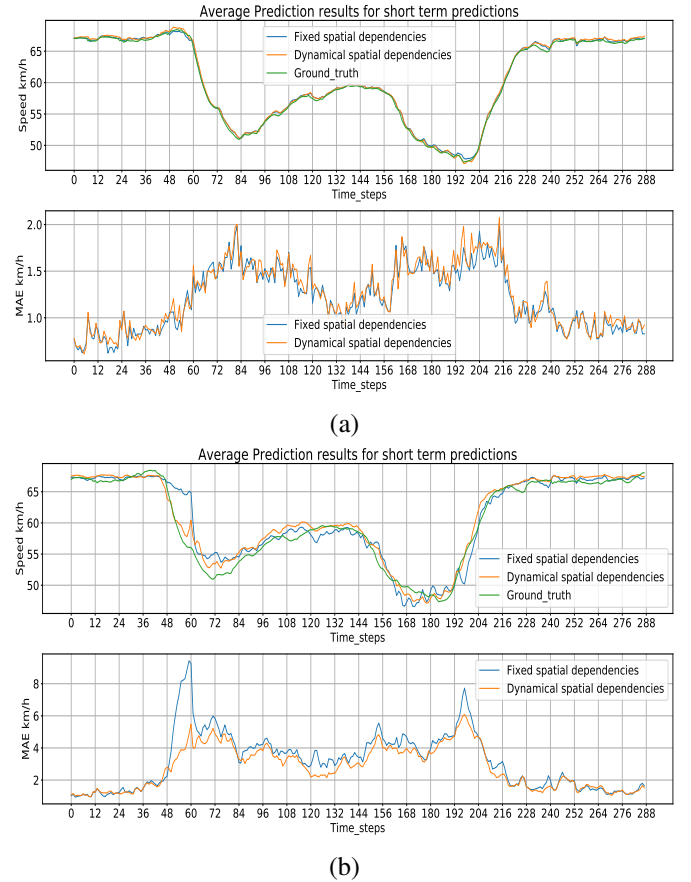 Average Prediction results for short term predictions
Speed km/h
65
60
55
50
Fixed spatial dependencies
Dynamical spatial dependencies
Ground_truth
0 12 24 36 48 60 72 84 96 108 120 132 144 156 168 180 192 204 216 228 240 252 264 276 288
Time_steps
MAE km/h
2.0
1.5
1.0
Fixed spatial dependencies
Dynamical spatial dependencies
0 12 24 36 48 60 72 84 96 108 120 132 144 156 168 180 192 204 216 228 240 252 264 276 288
Time_steps
(a)
Average Prediction results for short term predictions
Speed km/h
65
60
55
50
Fixed spatial dependencies
Dynamical spatial dependencies
Ground_truth
0 12 24 36 48 60 72 84 96 108 120 132 144 156 168 180 192 204 216 228 240 252 264 276 288
Time_steps
MAE km/h
8
6
4
2
Fixed spatial dependencies
Dynamical spatial dependencies
0 12 24 36 48 60 72 84 96 108 120 132 144 156 168 180 192 204 216 228 240 252 264 276 288
Time_steps
(b)